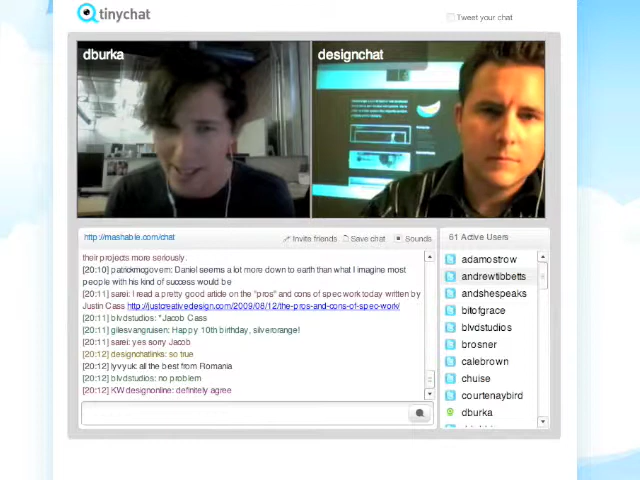 tinychat
Tweet your chat
dburka
designchat
http://mashable.com/chat
Invite friends
Save chat
Sounds
61 Active Users
their projects more seriously.
[20:10] patrickmcgovern: Daniel seems a lot more down to earth than what I imagine most
people with his kind of success would be
[20:11] sarei: I read a pretty good article on the "pros" and cons of spec work today written by
Justin Cass http://justcreativedesign.com/2009/08/12/the-pros-and-cons-of-spec-work/
[20:11] blvdstudios: *Jacob Cass
[20:11] gilesvangruisen: Happy 10th birthday, silverorange!
[20:11] sarei: yes sorry Jacob
[20:12] designchatlinks: so true
[20:12] lyvyuk: all the best from Romania
[20:12] blvdstudios: no problem
[20:12] KWdesignonline: definitely agree
adamostrow
andrewtibbetts
andshespeaks
bitofgrace
blvdstudios
brosner
calebrown
chuise
courtenaybird
dburka